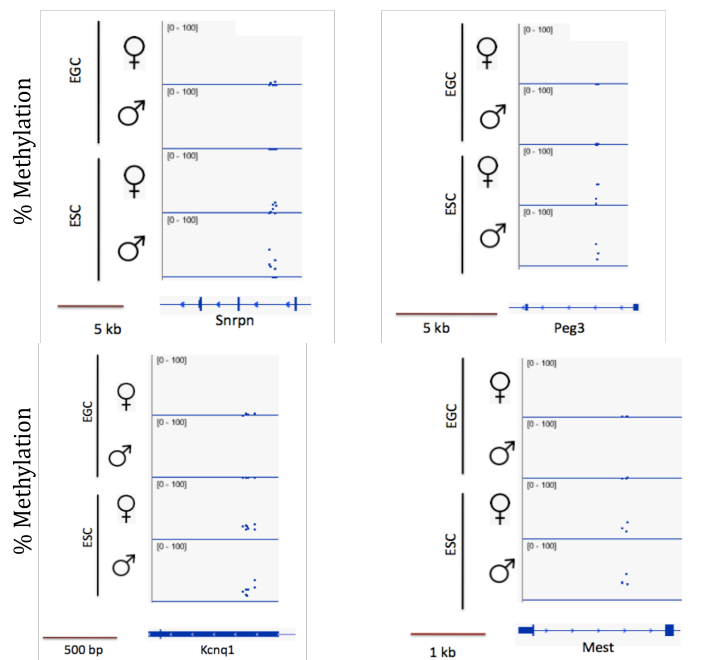 % Methylation
EGC
♀
[0 - 100]
♂
[0 - 100]
ESC
♀
[0 - 100]
♂
[0 - 100]
5 kb
Snrpn
EGC
♀
[0 - 100]
♂
[0 - 100]
ESC
♀
[0 - 100]
♂
[0 - 100]
5 kb
Peg3
% Methylation
EGC
♀
[0 - 100]
♂
[0 - 100]
ESC
♀
[0 - 100]
♂
[0 - 100]
500 bp
Kcnq1
EGC
♀
[0 - 100]
♂
[0 - 100]
ESC
♀
[0 - 100]
♂
[0 - 100]
1 kb
Mest